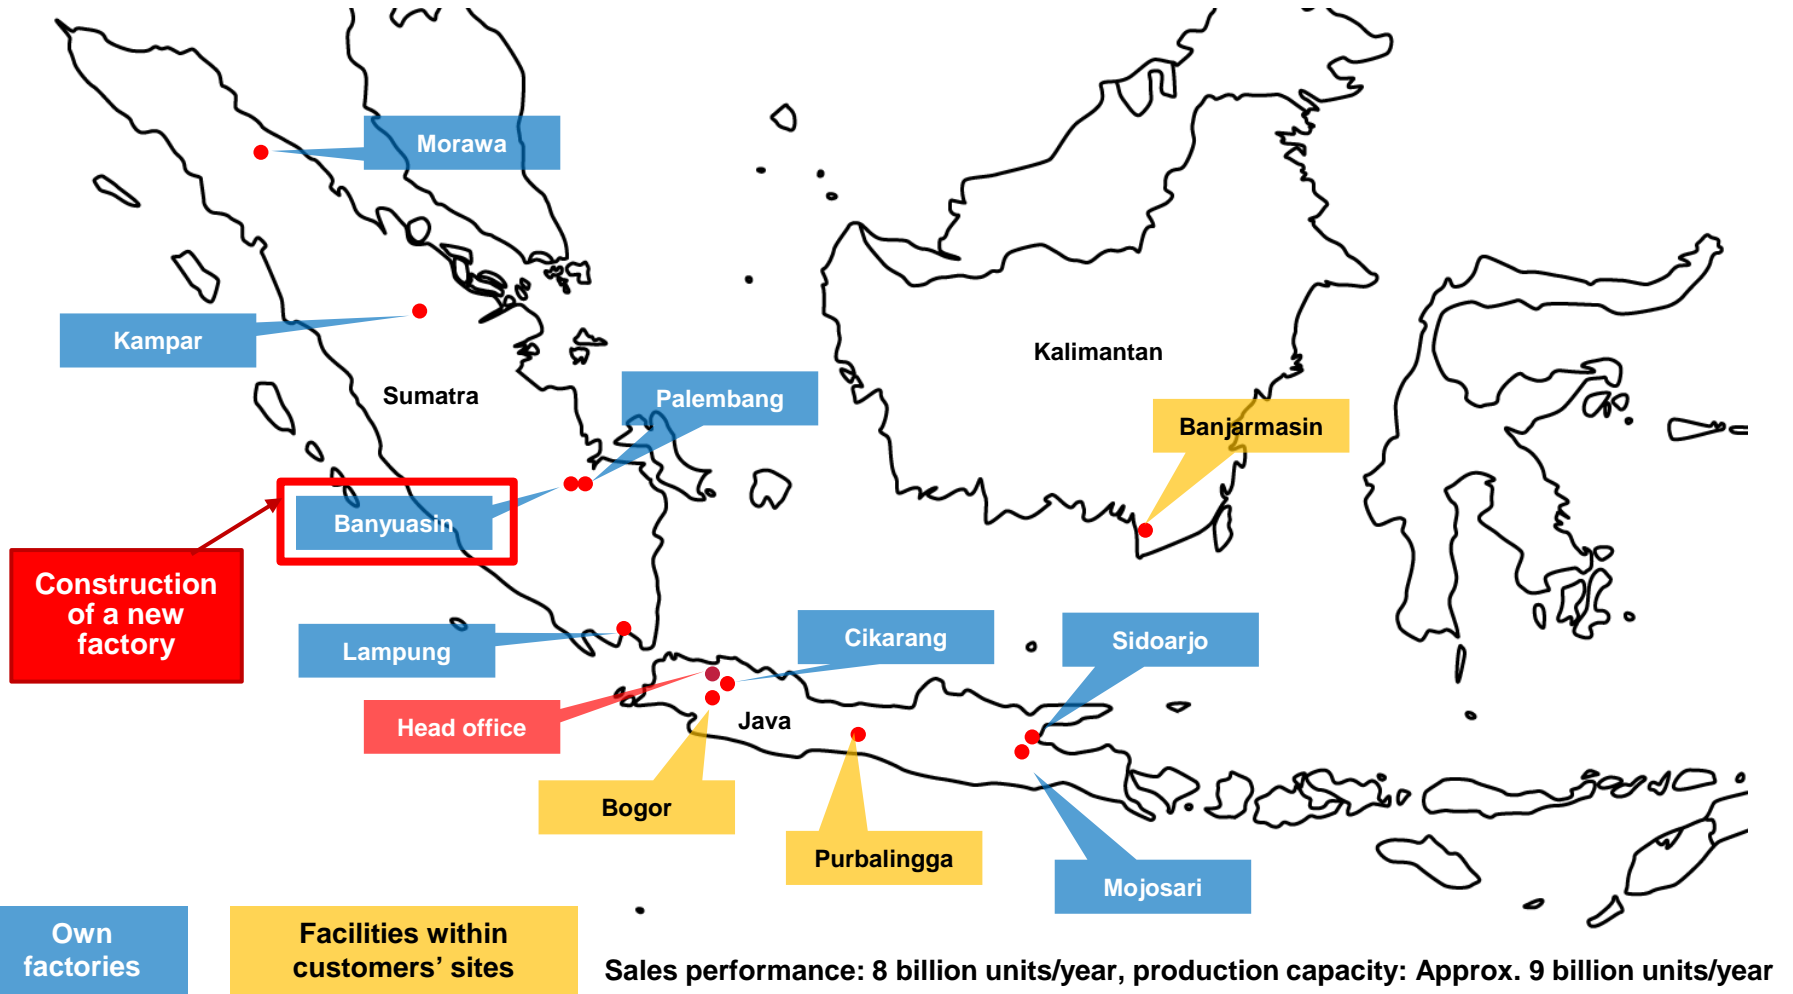 Morawa
Kampar
Sumatra
Kalimantan
Palembang
Banjarmasin
Banyuasin
Construction
of a new
factory
Lampung
Cikarang
Sidoarjo
Head office
Java
Bogor
Purbalingga
Mojosari
Own
factories
Facilities within
customers’ sites
Sales performance: 8 billion units/year, production capacity: Approx. 9 billion units/year